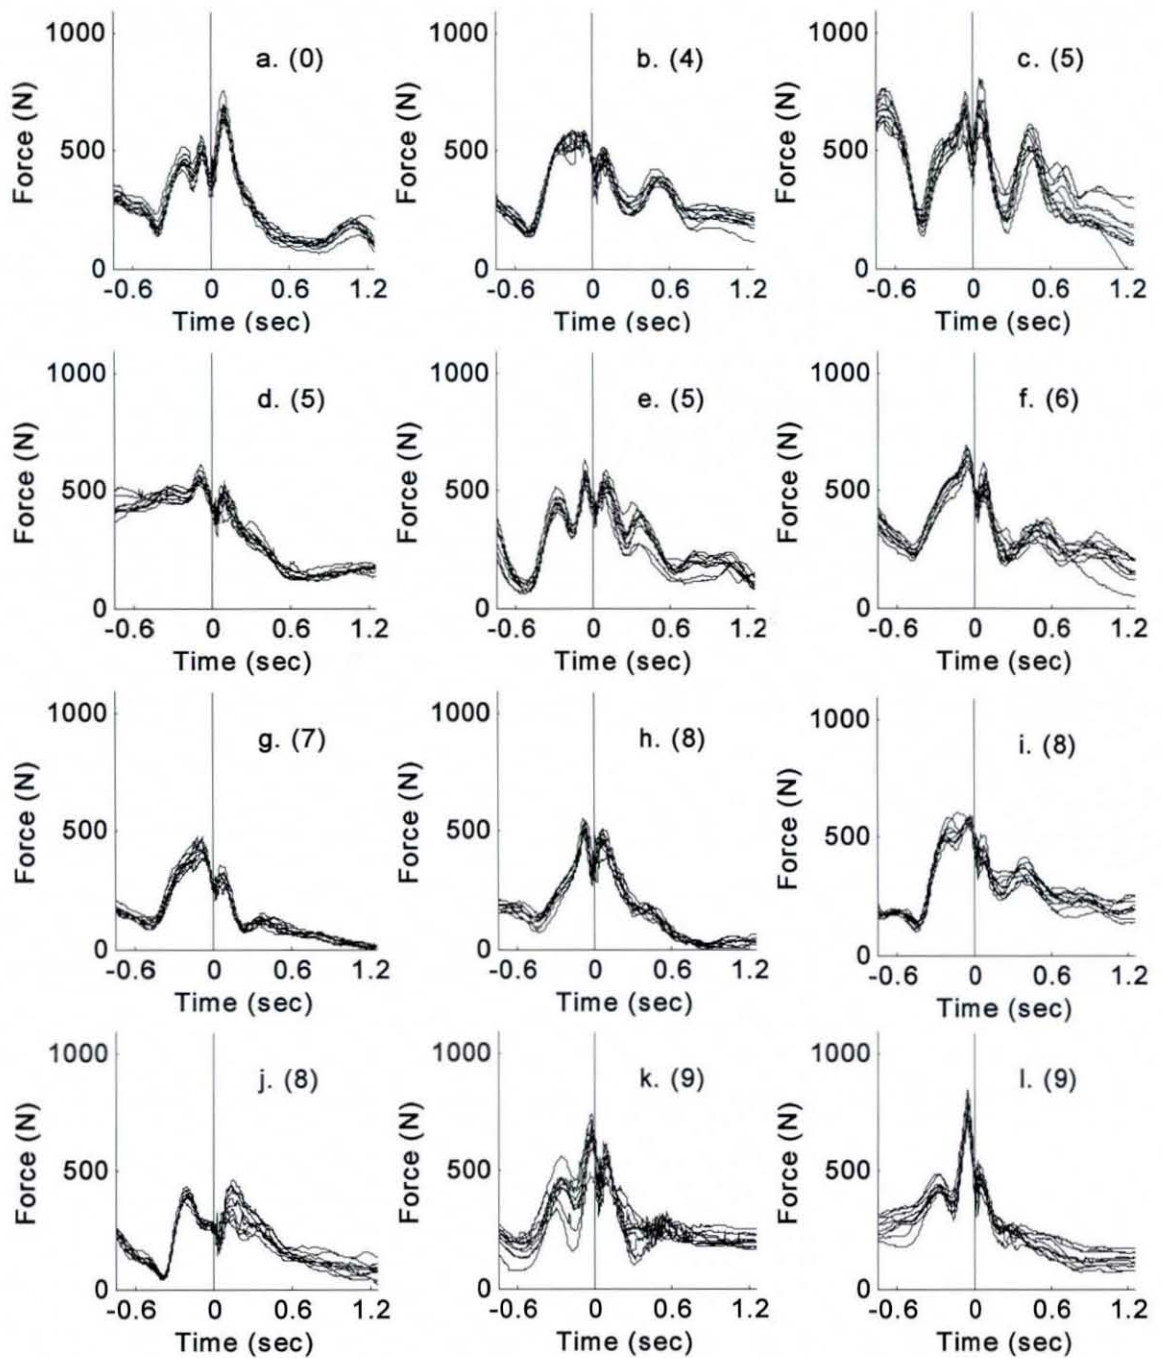 1000
a. (0)
500
0
-0.6 0 0.6 1.2
Force (N)
Time (sec)
1000
b. (4)
500
0
-0.6 0 0.6 1.2
Force (N)
Time (sec)
1000
c. (5)
500
0
-0.6 0 0.6 1.2
Force (N)
Time (sec)
1000
d. (5)
500
0
-0.6 0 0.6 1.2
Force (N)
Time (sec)
1000
e. (5)
500
0
-0.6 0 0.6 1.2
Force (N)
Time (sec)
1000
f. (6)
500
0
-0.6 0 0.6 1.2
Force (N)
Time (sec)
1000
g. (7)
500
0
-0.6 0 0.6 1.2
Force (N)
Time (sec)
1000
h. (8)
500
0
-0.6 0 0.6 1.2
Force (N)
Time (sec)
1000
i. (8)
500
0
-0.6 0 0.6 1.2
Force (N)
Time (sec)
1000
j. (8)
500
0
-0.6 0 0.6 1.2
Force (N)
Time (sec)
1000
k. (9)
500
0
-0.6 0 0.6 1.2
Force (N)
Time (sec)
1000
l. (9)
500
0
-0.6 0 0.6 1.2
Force (N)
Time (sec)